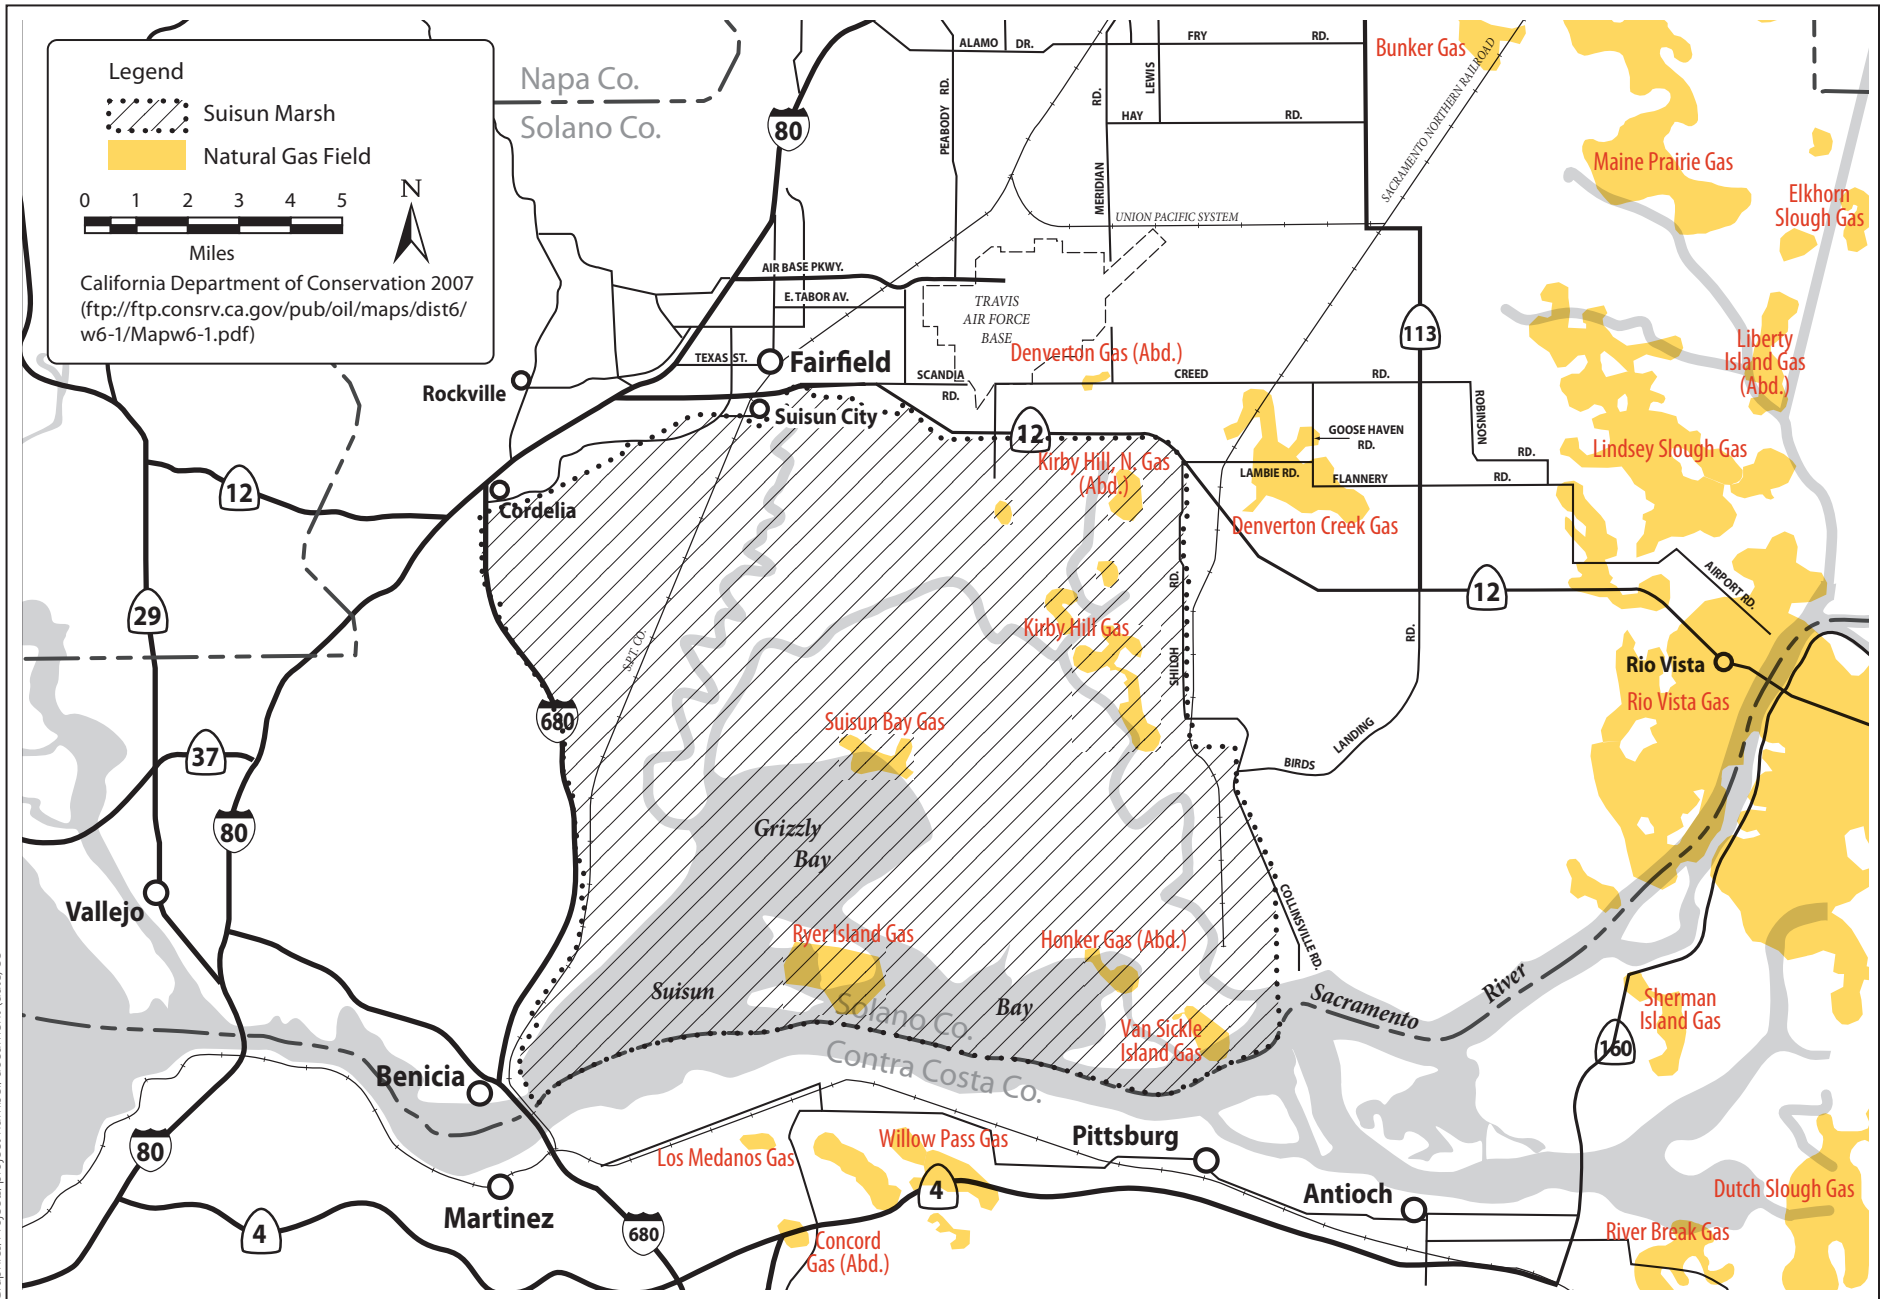 Legend
Suisun Marsh
Natural Gas Field
0 1 2 3 4 5
Miles
N
California Department of Conservation 2007
(ftp://ftp.consrv.ca.gov/pub/oil/maps/dist6/
w6-1/Mapw6-1.pdf)
Napa Co.
Solano Co.
80
ALAMO DR.
FRY RD.
PEABODY RD.
MERIDIAN RD.
LEWIS
HAY RD.
Bunker Gas
SACRAMENTO NORTHERN RAILROAD
Maine Prairie Gas
Elkhorn
Slough Gas
UNION PACIFIC SYSTEM
AIR BASE PKWY.
E. TABOR AV.
TEXAS ST.
TRAVIS
AIR FORCE
BASE
Denverton Gas (Abd.)
113
Liberty
Island Gas
(Abd.)
Fairfield
Rockville
Suisun City
SCANDIA
RD.
CREED RD.
ROBINSON
RD.
12
GOOSE HAVEN
RD.
LAMBIE RD.
FLANNERY RD.
Lindsey Slough Gas
Kirby Hill, N. Gas
(Abd.)
Denverton Creek Gas
Cordelia
12
29
12
AIRPORT RD.
SHILOH RD.
RD.
Kirby Hill Gas
S.P.T. CO.
Rio Vista
Rio Vista Gas
680
Suisun Bay Gas
37
BIRDS
LANDING
80
Grizzly
Bay
Vallejo
COLLINSVILLE RD.
Ryer Island Gas
Honker Gas (Abd.)
Suisun
Bay
Solano Co.
Contra Costa Co.
Van Sickle
Island Gas
Sacramento
River
Sherman
Island Gas
160
Benicia
80
Los Medanos Gas
Willow Pass Gas
Pittsburg
Martinez
4
4
680
Concord
Gas (Abd.)
Antioch
Dutch Slough Gas
River Break Gas